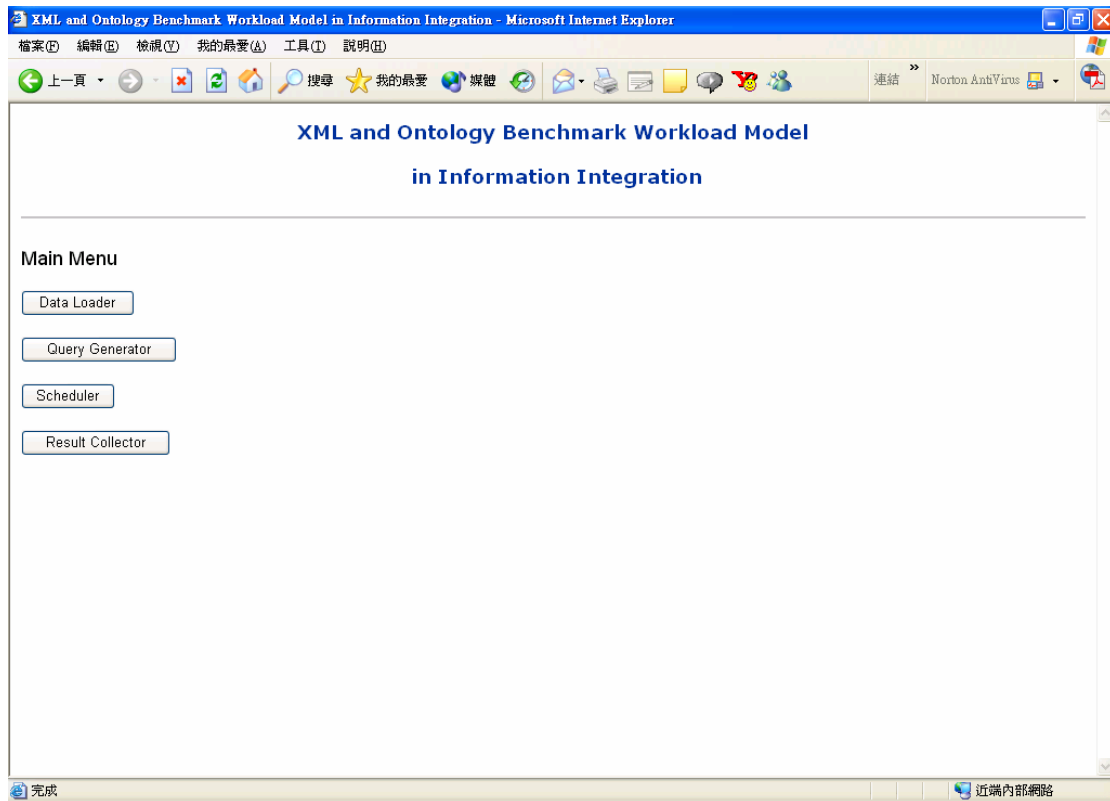 XML and Ontology Benchmark Workload Model in Information Integration - Microsoft Internet Explorer
檔案(F) 編輯(E) 檢視(V) 我的最愛(A) 工具(T) 說明(H)
上一頁 搜尋 我的最愛 媒體 連結 » Norton AntiVirus
XML and Ontology Benchmark Workload Model
in Information Integration
Main Menu
Data Loader
Query Generator
Scheduler
Result Collector
完成 近端內部網路